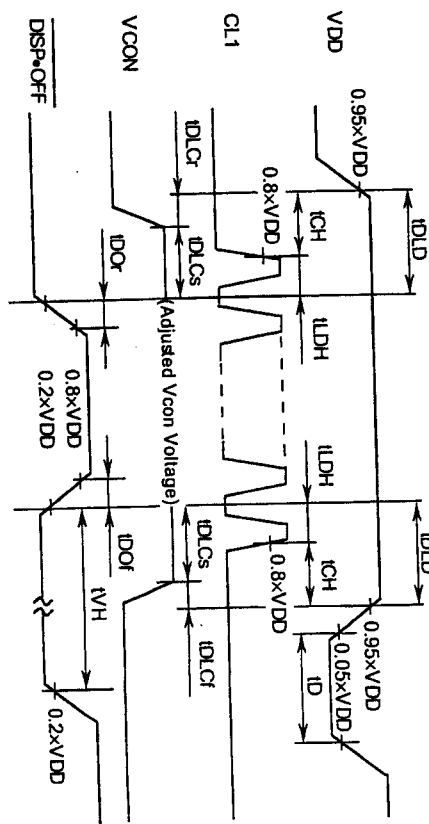 VDD
0.95×VDD
tDLD
tDLD
0.95×VDD
0.05×VDD
tD
CL1
0.8×VDD
tCH
tLDH
tLDH
tCH
0.8×VDD
VCON
tDLCr
tDLCs
(Adjusted Vcon Voltage)
tDLCs
tDLCf
DISP•OFF
tDOr
0.8×VDD
0.2×VDD
tDOf
tVH
0.2×VDD